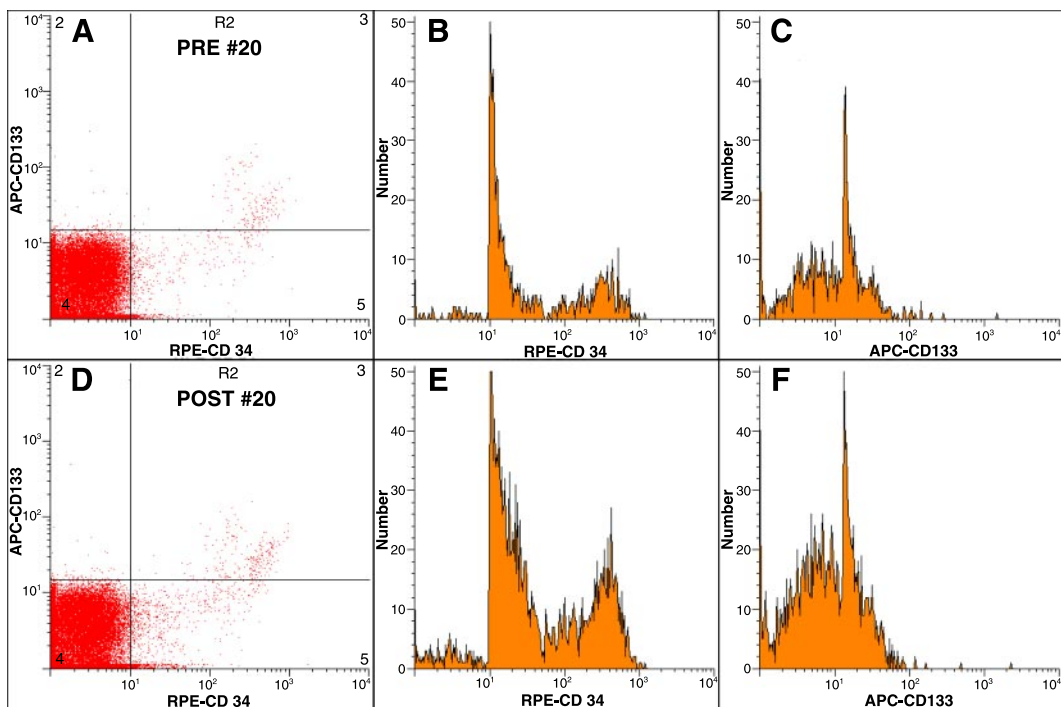 A
PRE #20
R2
2
3
4
5
APC-CD133
10⁴
10³
10²
10¹
10¹ 10² 10³ 10⁴
RPE-CD 34
B
Number
50
40
30
20
10
0
10¹ 10² 10³ 10⁴
RPE-CD 34
C
Number
50
40
30
20
10
0
10¹ 10² 10³ 10⁴
APC-CD133
D
POST #20
R2
2
3
4
5
APC-CD133
10⁴
10³
10²
10¹
10¹ 10² 10³ 10⁴
RPE-CD 34
E
Number
50
40
30
20
10
0
10¹ 10² 10³ 10⁴
RPE-CD 34
F
Number
50
40
30
20
10
0
10¹ 10² 10³ 10⁴
APC-CD133